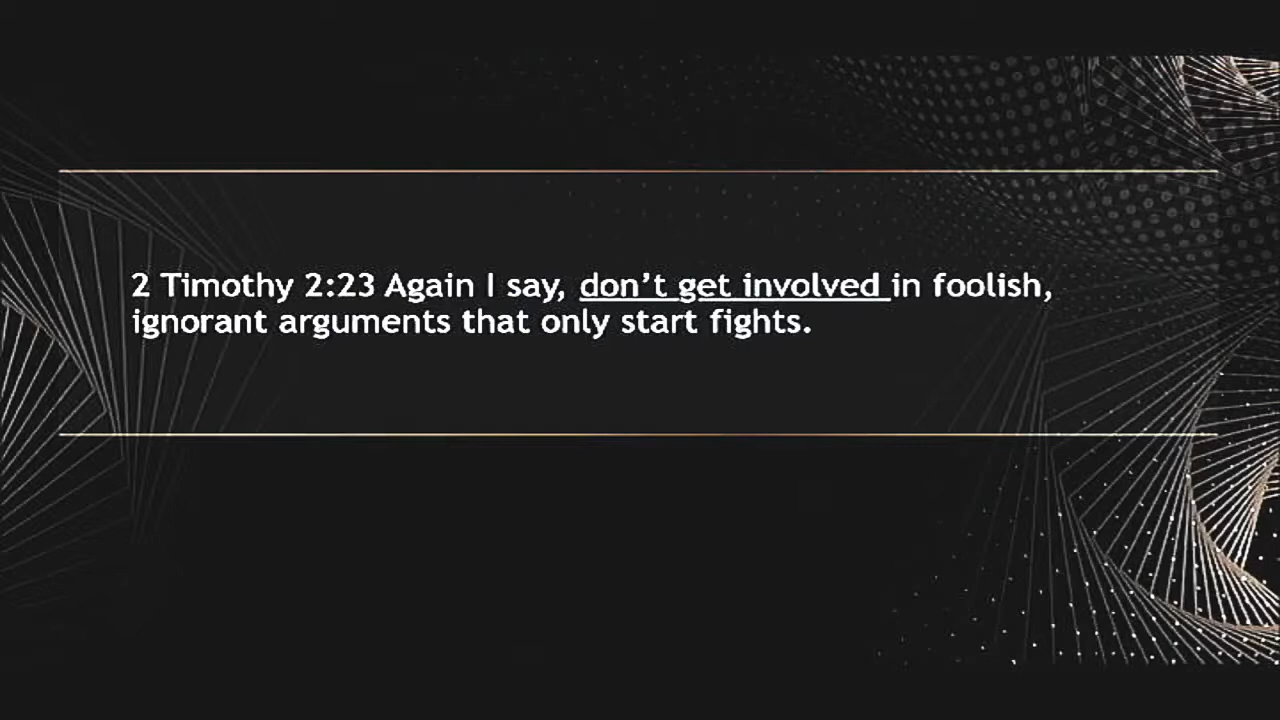 2 Timothy 2:23 Again I say, don’t get involved in foolish,
ignorant arguments that only start fights.